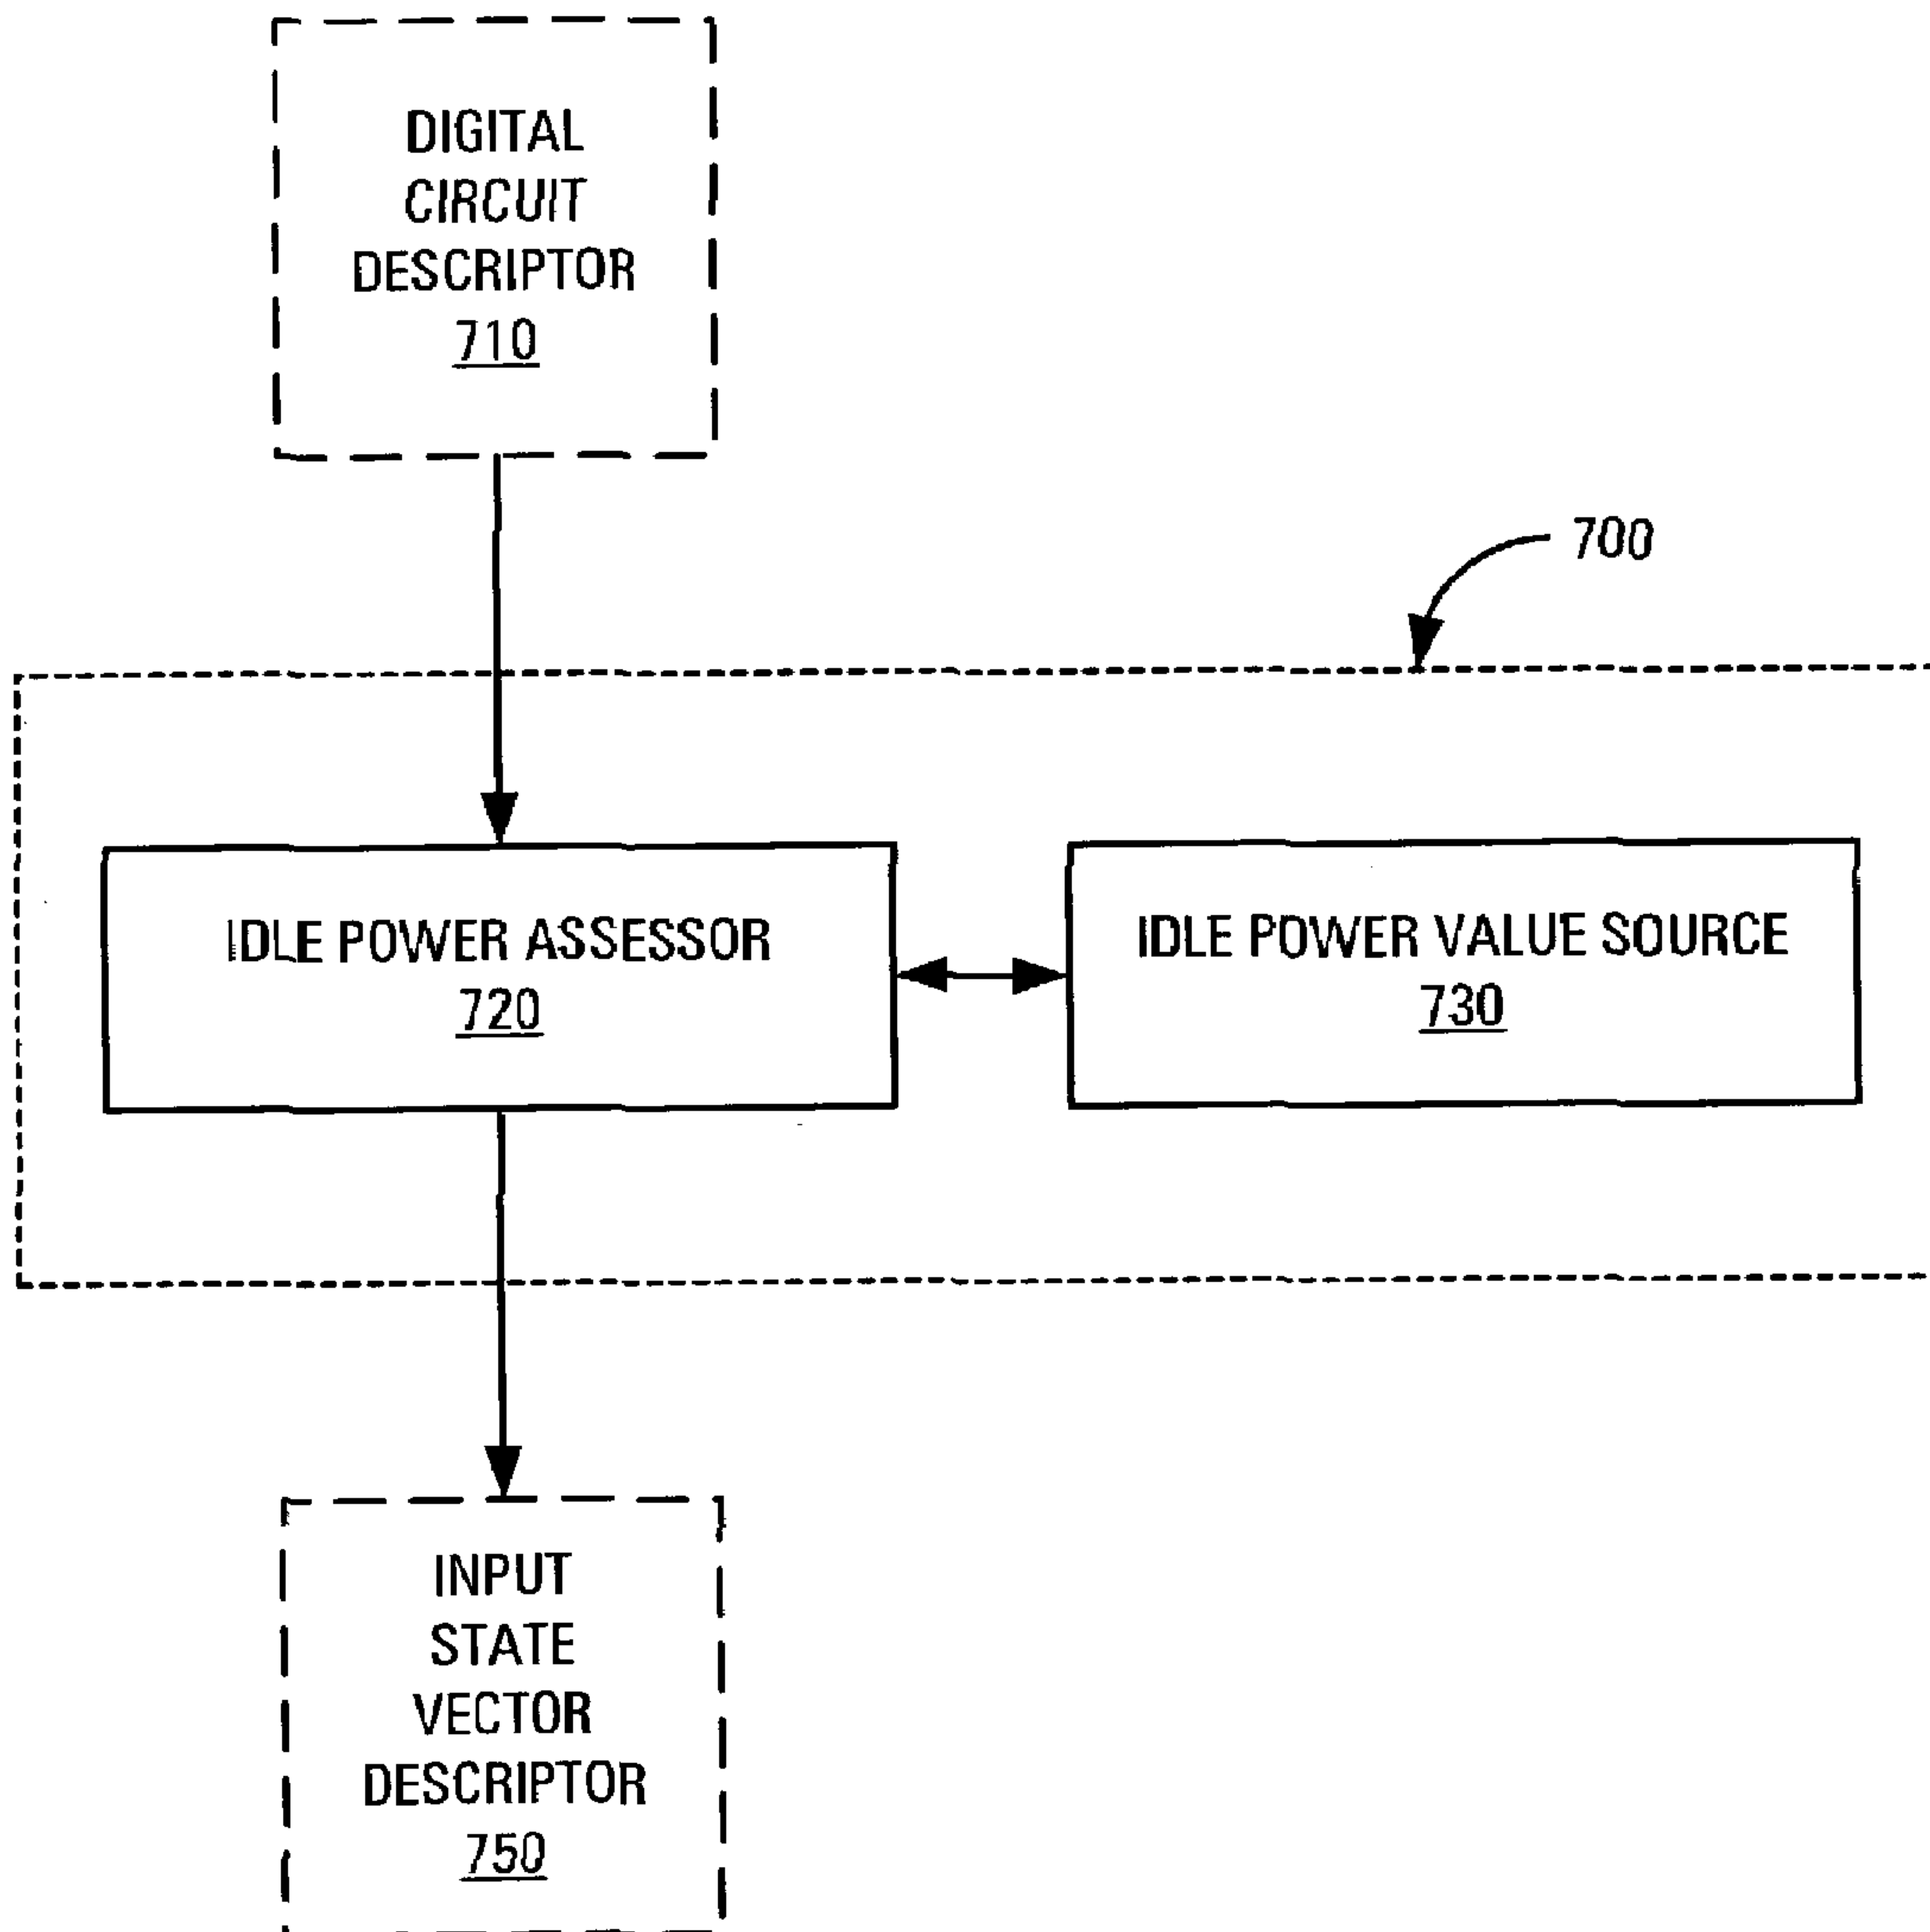 DIGITAL
CIRCUIT
DESCRIPTOR
710
700
IDLE POWER ASSESSOR
720
IDLE POWER VALUE SOURCE
730
INPUT
STATE
VECTOR
DESCRIPTOR
750